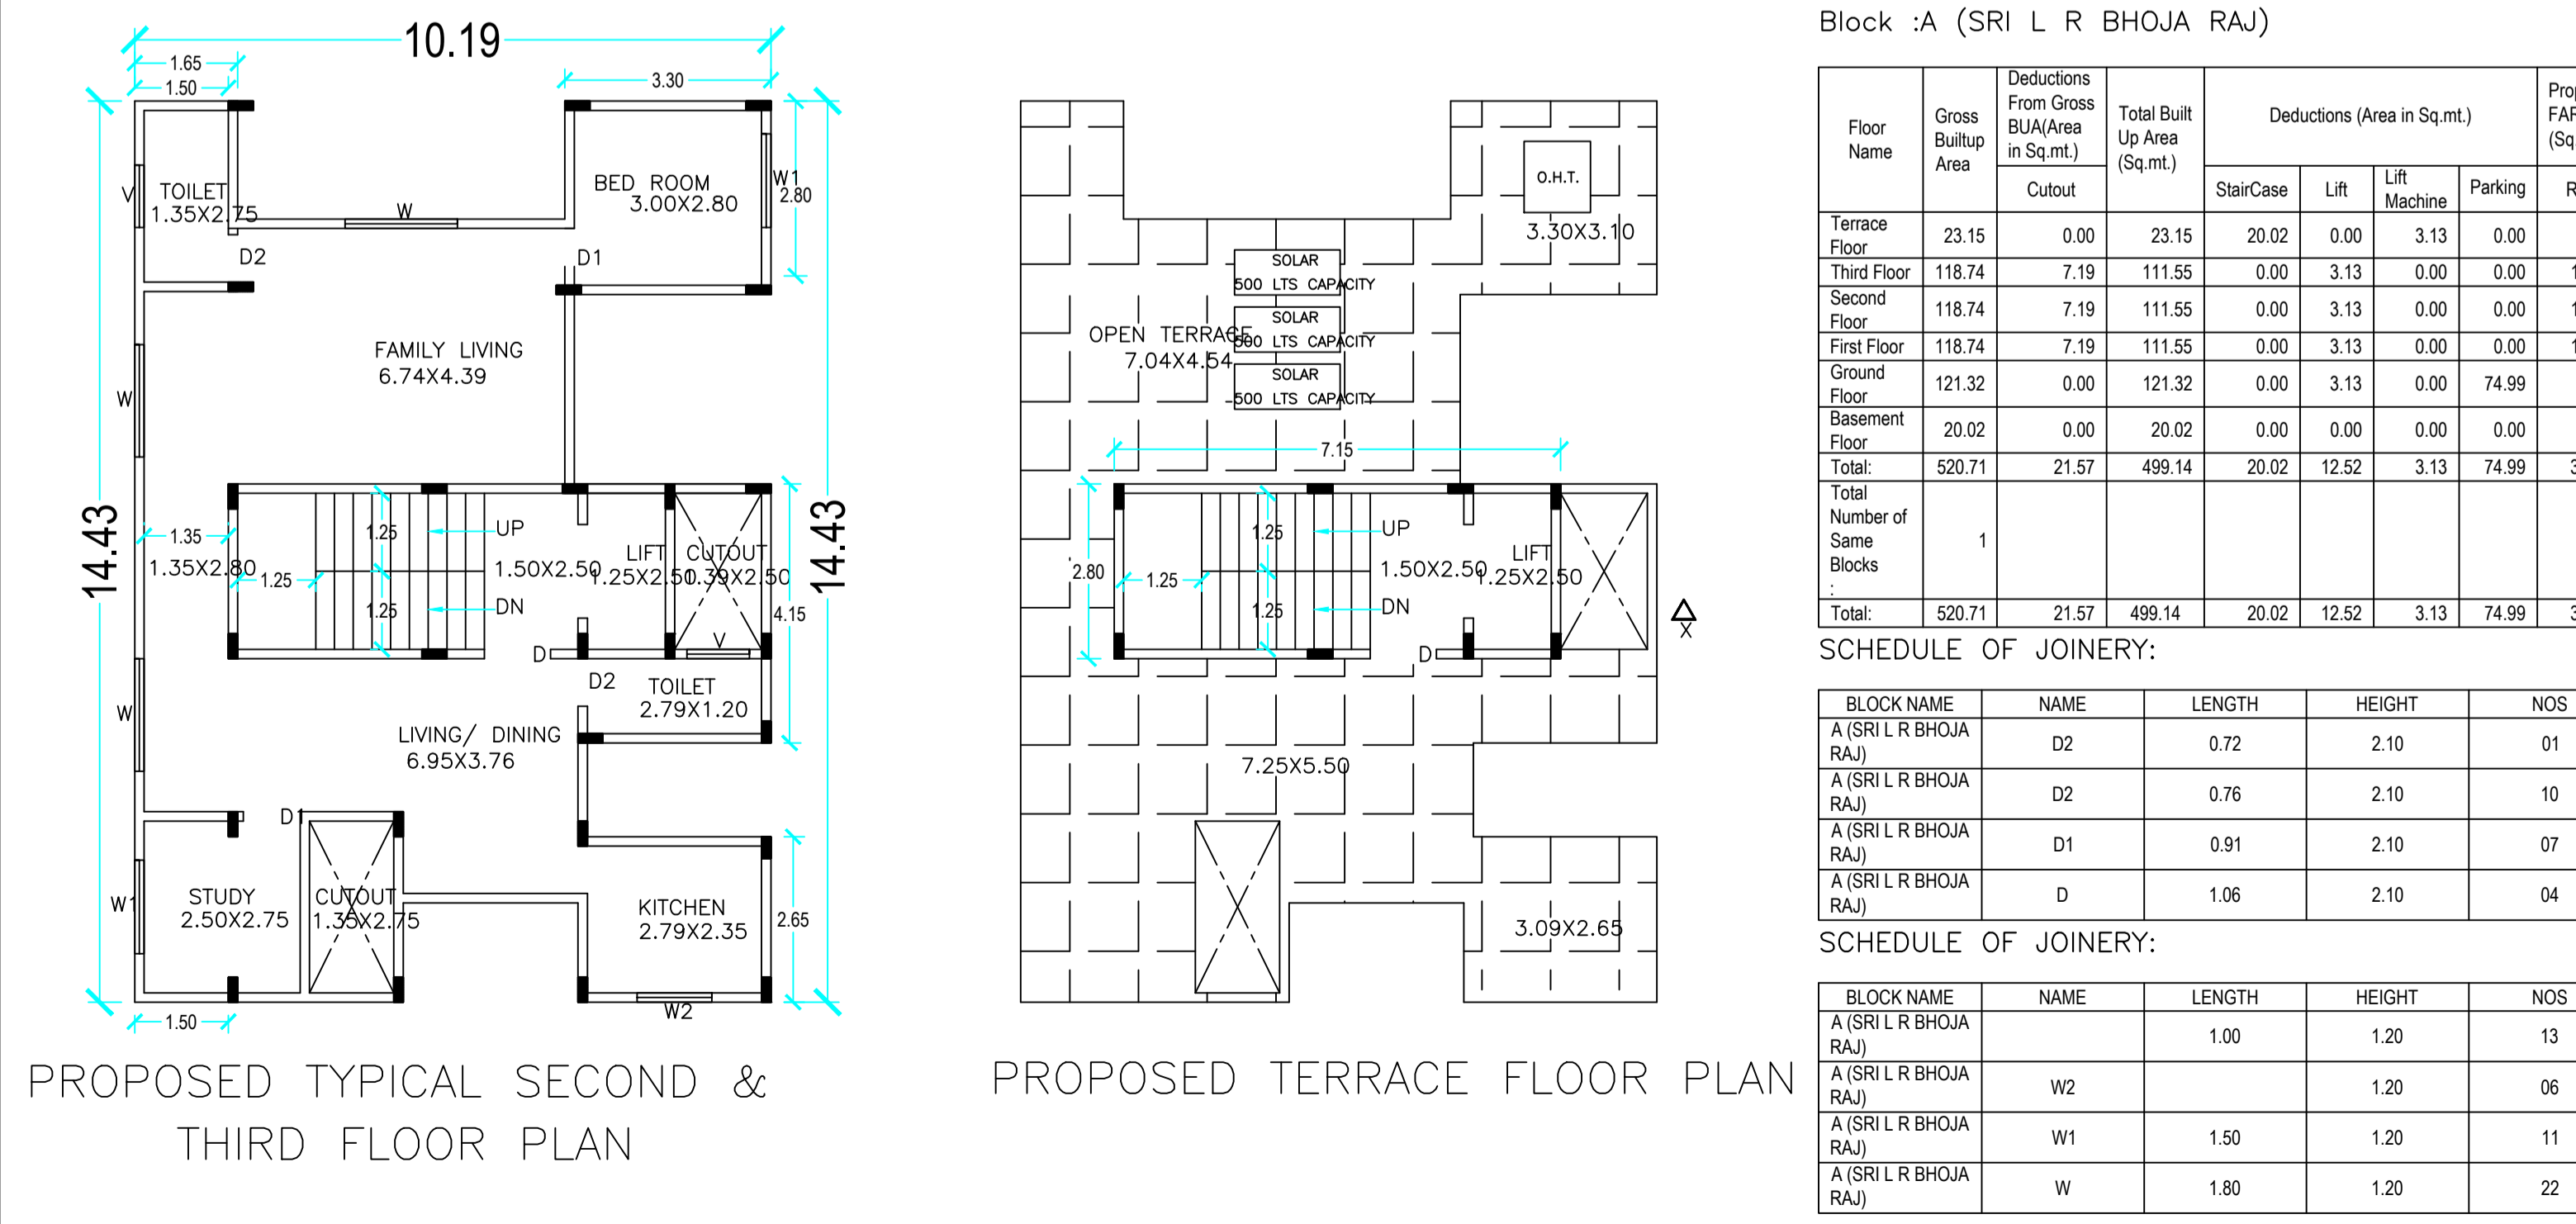 10.19
1.65
1.50
3.30
TOILET
1.35X2.75
V
W
BED ROOM
3.00X2.80
W1
2.80
D2
D1
FAMILY LIVING
6.74X4.39
W
14.43
14.43
1.35
1.35X2.80
1.25
1.25
1.25
UP
DN
1.50X2.50
LIFT
1.25X2.50
CUTOUT
1.39X2.50
4.15
V
D
D2
TOILET
2.79X1.20
W
LIVING/ DINING
6.95X3.76
D1
W1
STUDY
2.50X2.75
CUTOUT
1.35X2.75
KITCHEN
2.79X2.35
2.65
W2
1.50
PROPOSED TYPICAL SECOND &
THIRD FLOOR PLAN
O.H.T.
3.30X3.10
SOLAR
500 LTS CAPACITY
SOLAR
500 LTS CAPACITY
SOLAR
500 LTS CAPACITY
OPEN TERRACE
7.04X4.54
7.15
2.80
1.25
1.25
1.25
UP
DN
1.50X2.50
LIFT
1.25X2.50
D
X
7.25X5.50
3.09X2.65
PROPOSED TERRACE FLOOR PLAN
Block :A (SRI L R BHOJA RAJ)
Floor Name
Gross Builtup Area
Deductions From Gross BUA(Area in Sq.mt.)
Total Built Up Area (Sq.mt.)
Deductions (Area in Sq.mt.)
Cutout
StairCase
Lift
Lift Machine
Parking
Terrace Floor 23.15 0.00 23.15 20.02 0.00 3.13 0.00
Third Floor 118.74 7.19 111.55 0.00 3.13 0.00 0.00
Second Floor 118.74 7.19 111.55 0.00 3.13 0.00 0.00
First Floor 118.74 7.19 111.55 0.00 3.13 0.00 0.00
Ground Floor 121.32 0.00 121.32 0.00 3.13 0.00 74.99
Basement Floor 20.02 0.00 20.02 0.00 0.00 0.00 0.00
Total: 520.71 21.57 499.14 20.02 12.52 3.13 74.99
Total Number of Same Blocks : 1
Total: 520.71 21.57 499.14 20.02 12.52 3.13 74.99
SCHEDULE OF JOINERY:
BLOCK NAME NAME LENGTH HEIGHT NOS
A (SRI L R BHOJA RAJ) D2 0.72 2.10 01
A (SRI L R BHOJA RAJ) D2 0.76 2.10 10
A (SRI L R BHOJA RAJ) D1 0.91 2.10 07
A (SRI L R BHOJA RAJ) D 1.06 2.10 04
SCHEDULE OF JOINERY:
BLOCK NAME NAME LENGTH HEIGHT NOS
A (SRI L R BHOJA RAJ) 1.00 1.20 13
A (SRI L R BHOJA RAJ) W2 1.20 06
A (SRI L R BHOJA RAJ) W1 1.50 1.20 11
A (SRI L R BHOJA RAJ) W 1.80 1.20 22